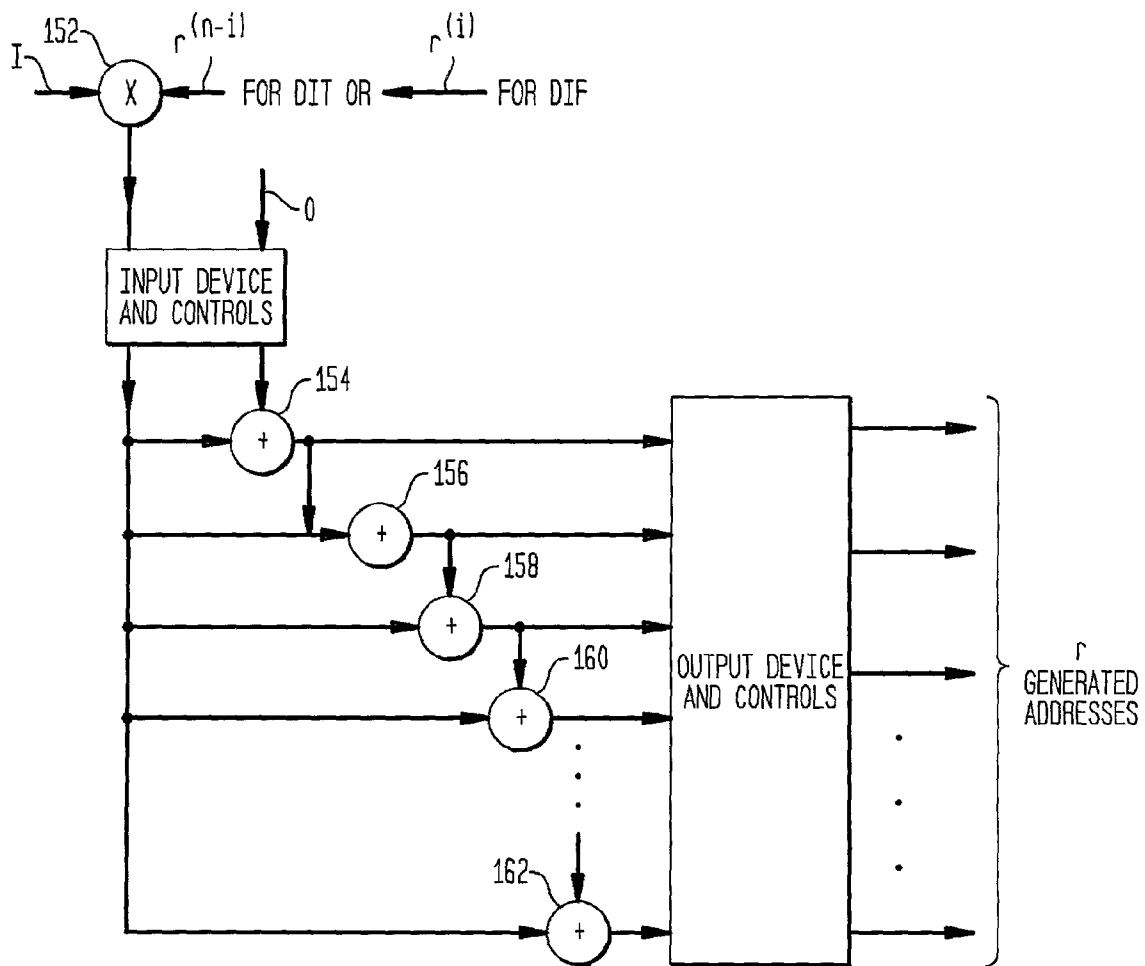 152 r(n-i) r(i)
I X FOR DIT OR FOR DIF
0
INPUT DEVICE
AND CONTROLS
154
+
156
+
158
+
160
+
OUTPUT DEVICE
AND CONTROLS
r
GENERATED
ADDRESSES
162
+